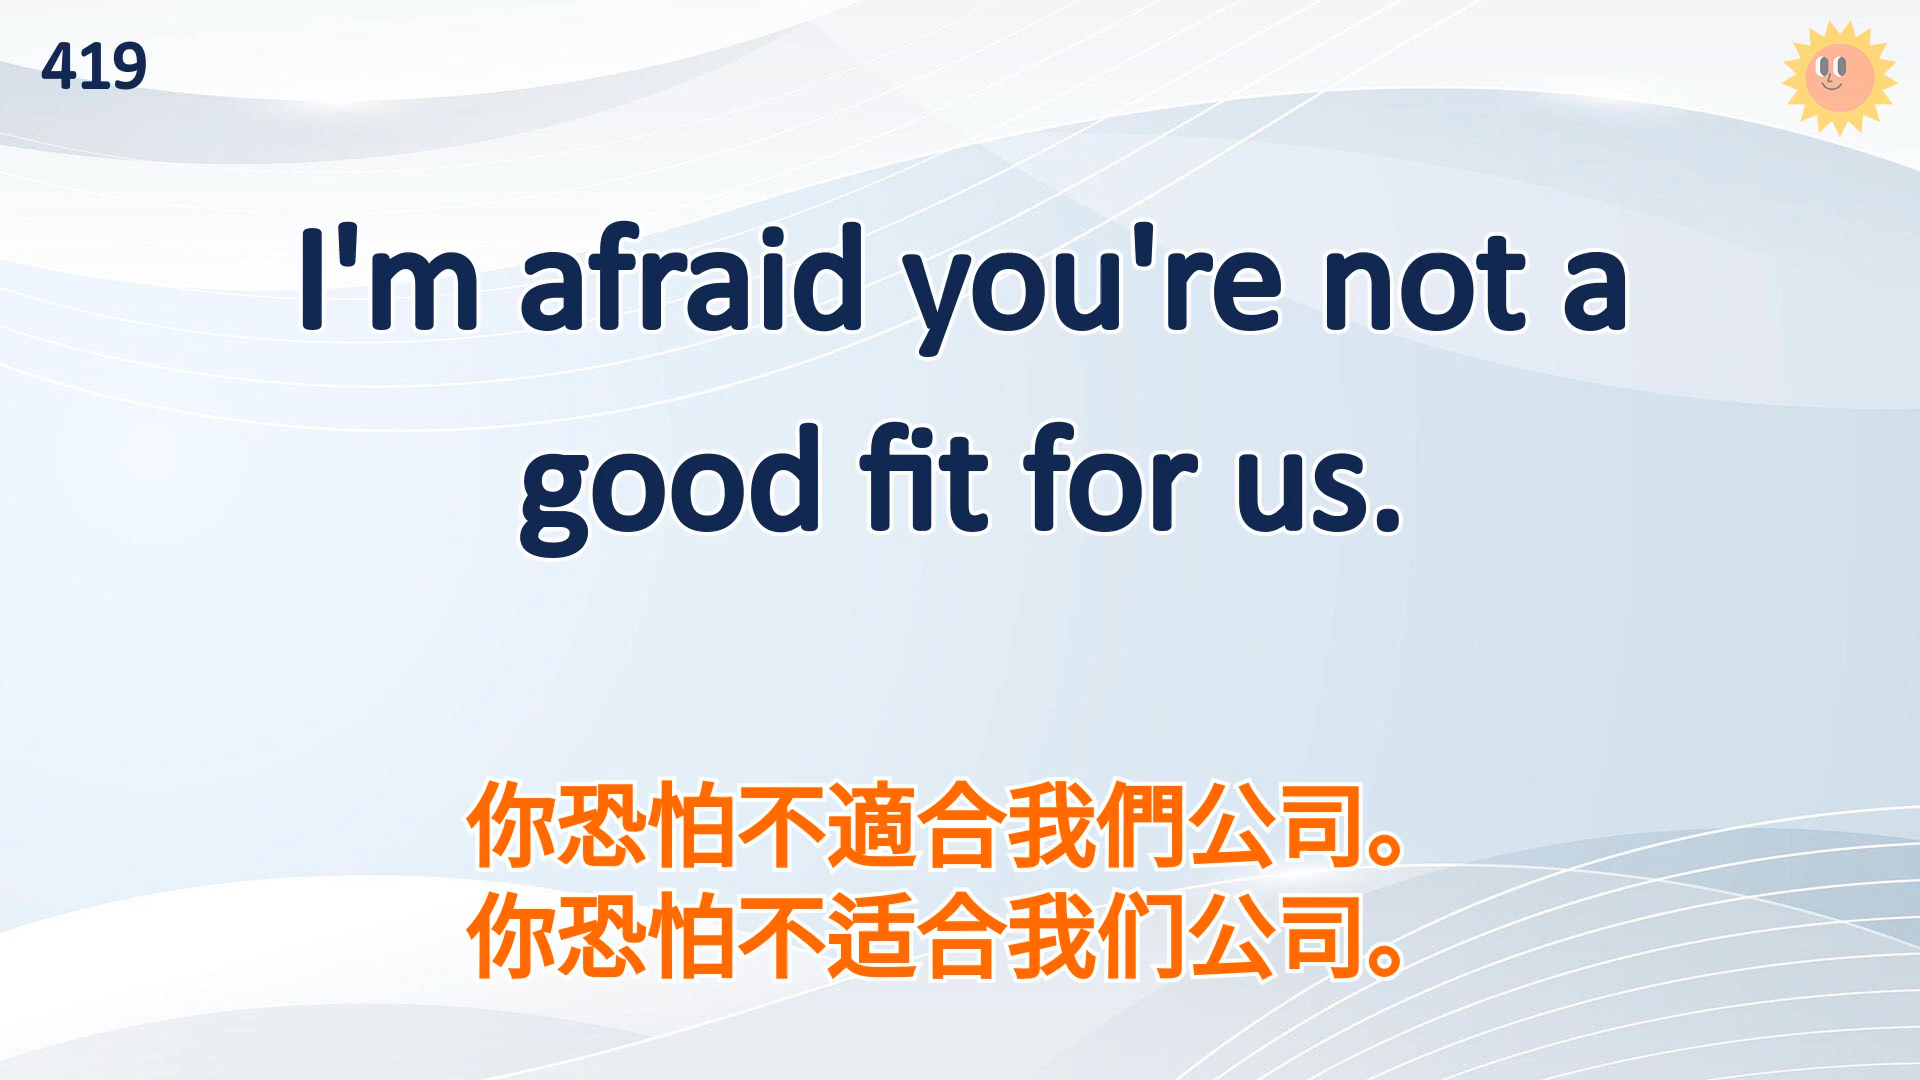 419
I'm afraid you're not a
good fit for us.
你恐怕不適合我們公司。
你恐怕不适合我们公司。